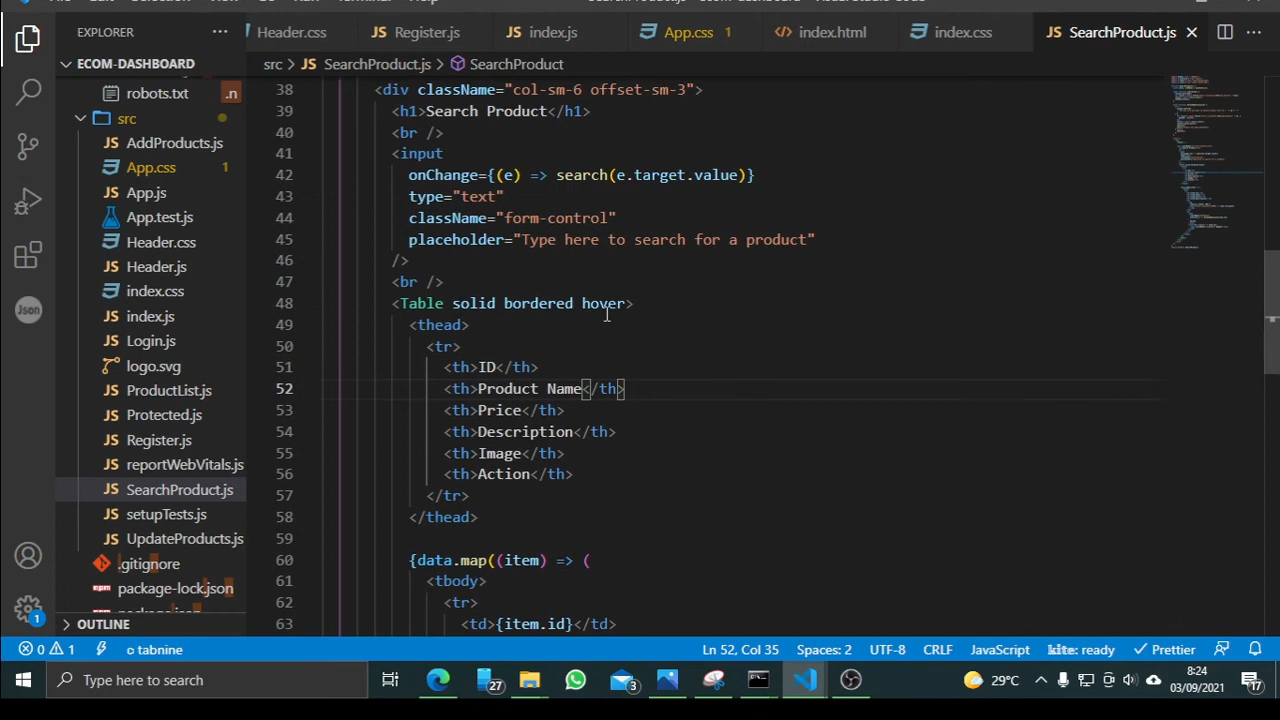 Header.css
Register.js
index.js
App.css 1
index.html
index.css
SearchProduct.js
EXPLORER
ECOM-DASHBOARD
robots.txt .n
src
AddProducts.js
App.css 1
App.js
App.test.js
Header.css
Header.js
index.css
index.js
Login.js
logo.svg
ProductList.js
Protected.js
Register.js
reportWebVitals.js
SearchProduct.js
setupTests.js
UpdateProducts.js
.gitignore
package-lock.json
OUTLINE
src > SearchProduct.js > SearchProduct
38 <div className="col-sm-6 offset-sm-3">
39 <h1>Search Product</h1>
40 <br />
41 <input
42 onChange={(e) => search(e.target.value)}
43 type="text"
44 className="form-control"
45 placeholder="Type here to search for a product"
46 />
47 <br />
48 <Table solid bordered hover>
49 <thead>
50 <tr>
51 <th>ID</th>
52 <th>Product Name</th>
53 <th>Price</th>
54 <th>Description</th>
55 <th>Image</th>
56 <th>Action</th>
57 </tr>
58 </thead>
59
60 {data.map((item) => (
61 <tbody>
62 <tr>
63 <td>{item.id}</td>
Json
1
0 1 tabnine Ln 52, Col 35 Spaces: 2 UTF-8 CRLF JavaScript kite: ready Prettier
Type here to search
27
3
29°C
8:24
03/09/2021
17